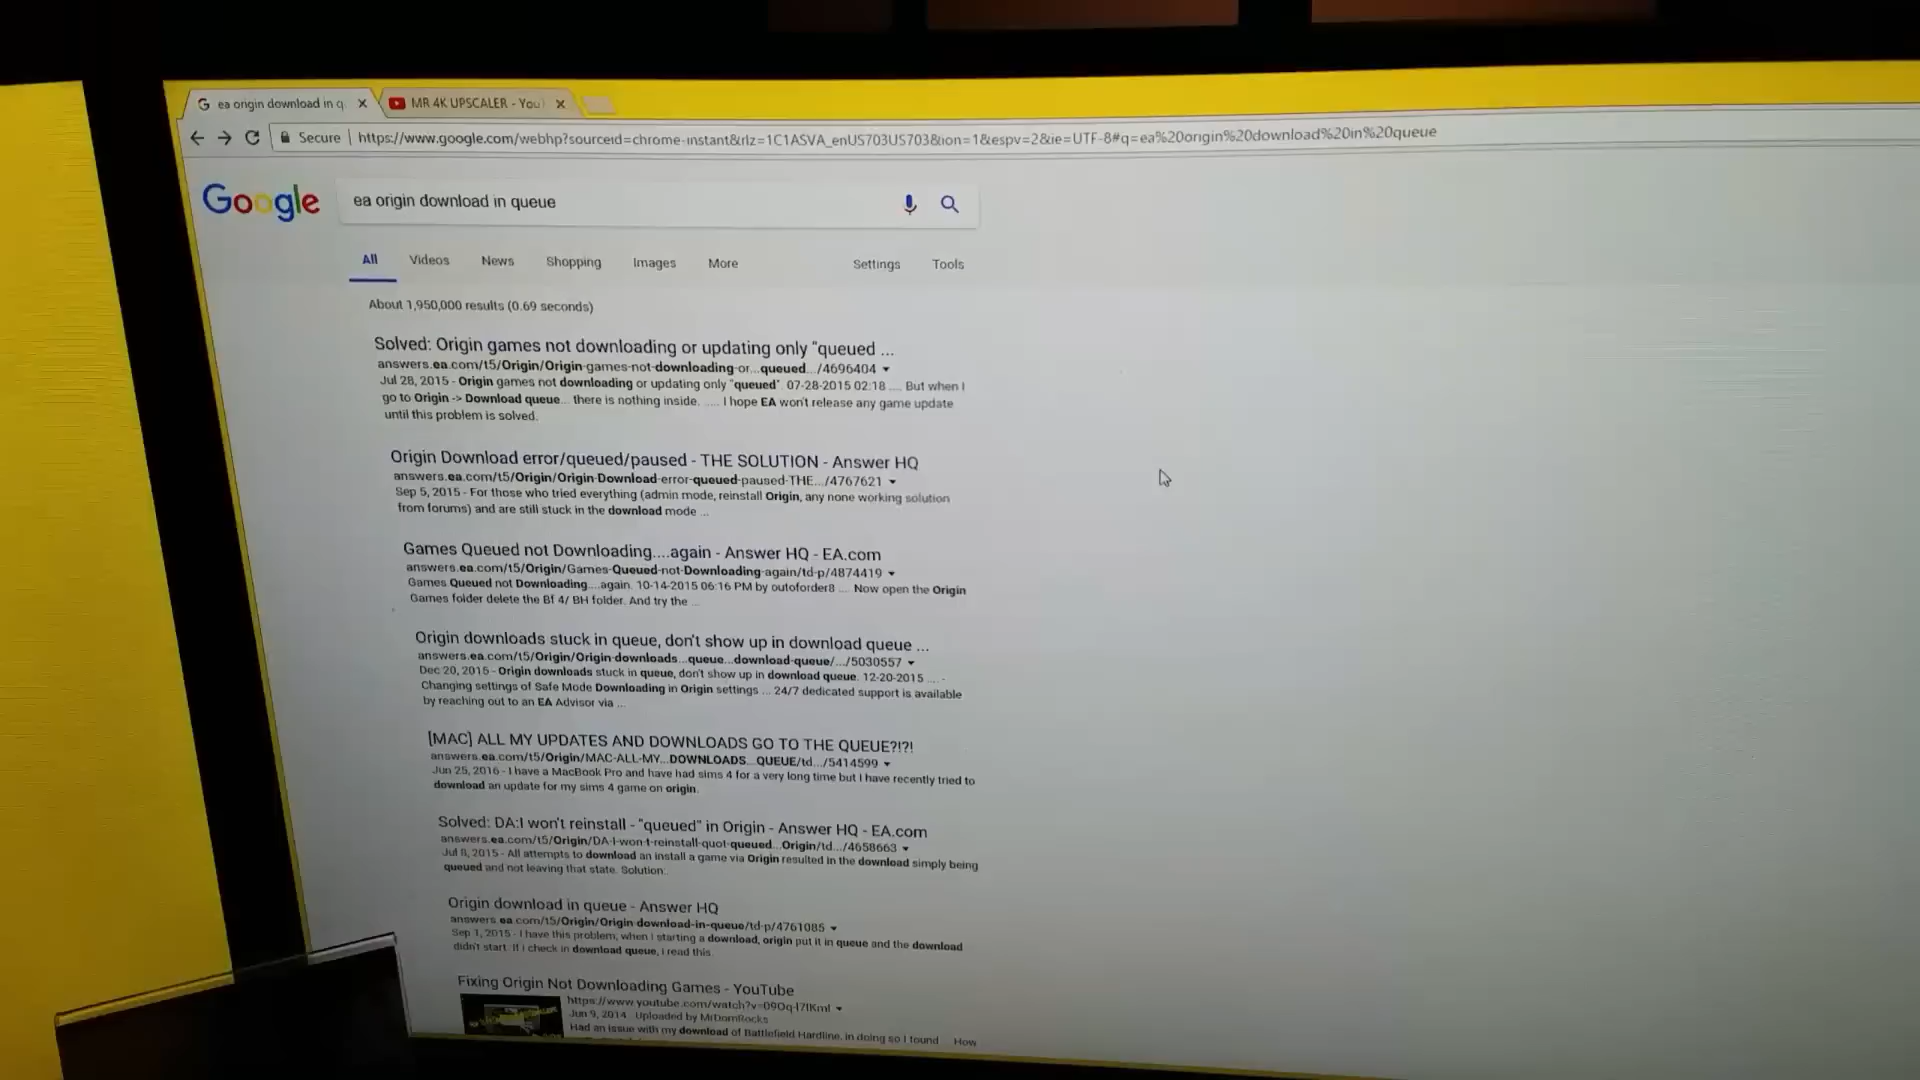 ea origin download in q
MR 4K UPSCALER - You
Secure | https://www.google.com/webhp?sourceid=chrome-instant&rlz=1C1ASVA_enUS703US703&ion=1&espv=2&ie=UTF-8#q=ea%20origin%20download%20in%20queue
Google
ea origin download in queue
All Videos News Shopping Images More Settings Tools
About 1,950,000 results (0.69 seconds)
Solved: Origin games not downloading or updating only "queued ...
answers.ea.com/t5/Origin/Origin-games-not-downloading-or...queued.../4696404
Jul 28, 2015 - Origin games not downloading or updating only "queued" 07-28-2015 02:18 .... But when I
go to Origin -> Download queue... there is nothing inside. ..... I hope EA won't release any game update
until this problem is solved.
Origin Download error/queued/paused - THE SOLUTION - Answer HQ
answers.ea.com/t5/Origin/Origin-Download-error-queued-paused-THE.../4767621
Sep 5, 2015 - For those who tried everything (admin mode, reinstall Origin, any none working solution
from forums) and are still stuck in the download mode ...
Games Queued not Downloading....again - Answer HQ - EA.com
answers.ea.com/t5/Origin/Games-Queued-not-Downloading-again/td-p/4874419
Games Queued not Downloading....again. 10-14-2015 06:16 PM by outoforder8 .... Now open the Origin
Games folder delete the Bf 4/ BH folder. And try the ...
Origin downloads stuck in queue, don't show up in download queue ...
answers.ea.com/t5/Origin/Origin-downloads...queue...download-queue/.../5030557
Dec 20, 2015 - Origin downloads stuck in queue, don't show up in download queue. 12-20-2015 .... -
Changing settings of Safe Mode Downloading in Origin settings ... 24/7 dedicated support is available
by reaching out to an EA Advisor via ...
[MAC] ALL MY UPDATES AND DOWNLOADS GO TO THE QUEUE?!?!
answers.ea.com/t5/Origin/MAC-ALL-MY...DOWNLOADS...QUEUE/td.../5414599
Jun 25, 2016 - I have a MacBook Pro and have had sims 4 for a very long time but I have recently tried to
download an update for my sims 4 game on origin.
Solved: DA:I won't reinstall - "queued" in Origin - Answer HQ - EA.com
answers.ea.com/t5/Origin/DA-I-won-t-reinstall-quot-queued...Origin/td.../4658663
Jul 8, 2015 - All attempts to download an install a game via Origin resulted in the download simply being
queued and not leaving that state. Solution:
Origin download in queue - Answer HQ
answers.ea.com/t5/Origin/Origin-download-in-queue/td-p/4761085
Sep 1, 2015 - I have this problem; when i starting a download, origin put it in queue and the download
didn't start. If i check in download queue, i read this.
Fixing Origin Not Downloading Games - YouTube
Jun 9, 2014 - Uploaded by MrDomRocks
Had an issue with my download of Battlefield Hardline, in doing so I found How